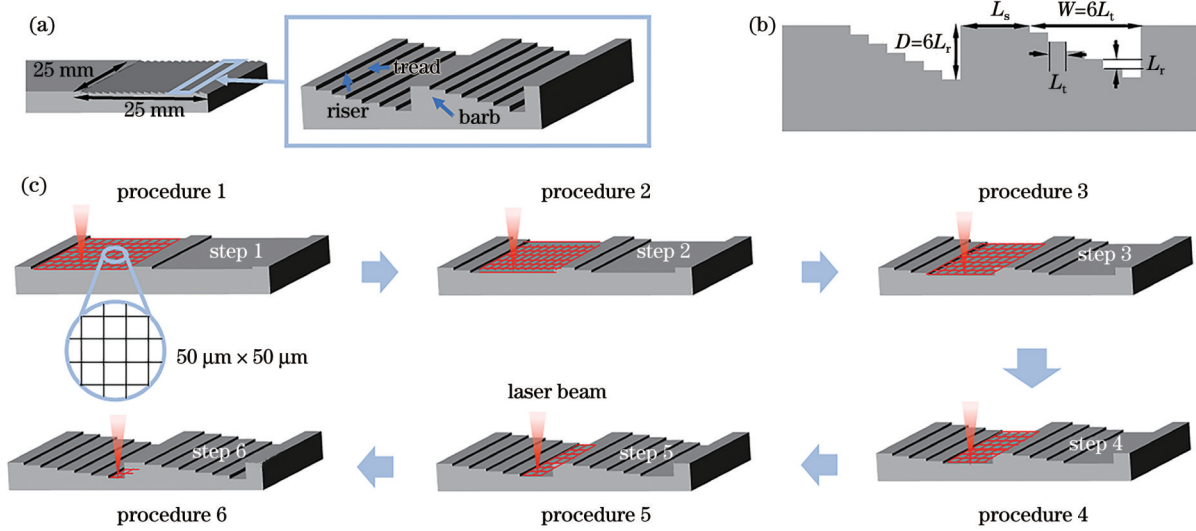 (a)
25 mm
25 mm
tread
riser
barb
(b)
Ls
W=6Lt
D=6Lr
Lt
Lr
(c)
procedure 1
procedure 2
procedure 3
step 1
step 2
step 3
50 μm × 50 μm
laser beam
step 6
step 5
step 4
procedure 6
procedure 5
procedure 4